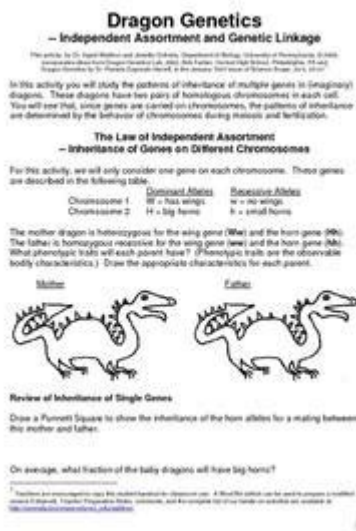 Dragon Genetics
– Independent Assortment and Genetic Linkage
In this activity you will study the patterns of inheritance of multiple genes in (imaginary)
dragons. These dragons have two pairs of homologous chromosomes in each cell.
You will see that, since genes are carried on chromosomes, the patterns of inheritance
are determined by the behavior of chromosomes during meiosis and fertilization.
The Law of Independent Assortment
– Inheritance of Genes on Different Chromosomes
For this activity, we will only consider one gene on each chromosome. These genes
are described in the following table.
Dominant Alleles Recessive Alleles
Chromosome 1 W = has wings w = no wings
Chromosome 2 H = big horns h = small horns
The mother dragon is heterozygous for the wing gene (Ww) and the horn gene (Hh).
The father is homozygous recessive for the wing gene (ww) and the horn gene (hh).
What phenotypic traits will each parent have? (Phenotypic traits are the observable
bodily characteristics.) Draw the appropriate characteristics for each parent.
Mother Father
Review of Inheritance of Single Genes
Draw a Punnett Square to show the inheritance of the horn alleles for a mating between
this mother and father.
On average, what fraction of the baby dragons will have big horns?